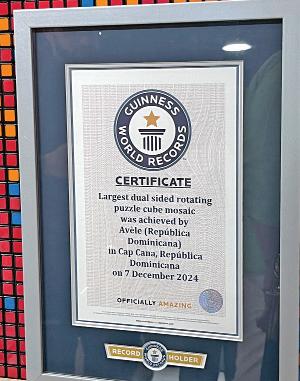 GUINNESS
WORLD RECORDS
CERTIFICATE
Largest dual sided rotating
puzzle cube mosaic
was achieved by
Avèle (República
Dominicana)
in Cap Cana, República
Dominicana
on 7 December 2024
OFFICIALLY AMAZING
RECORD HOLDER